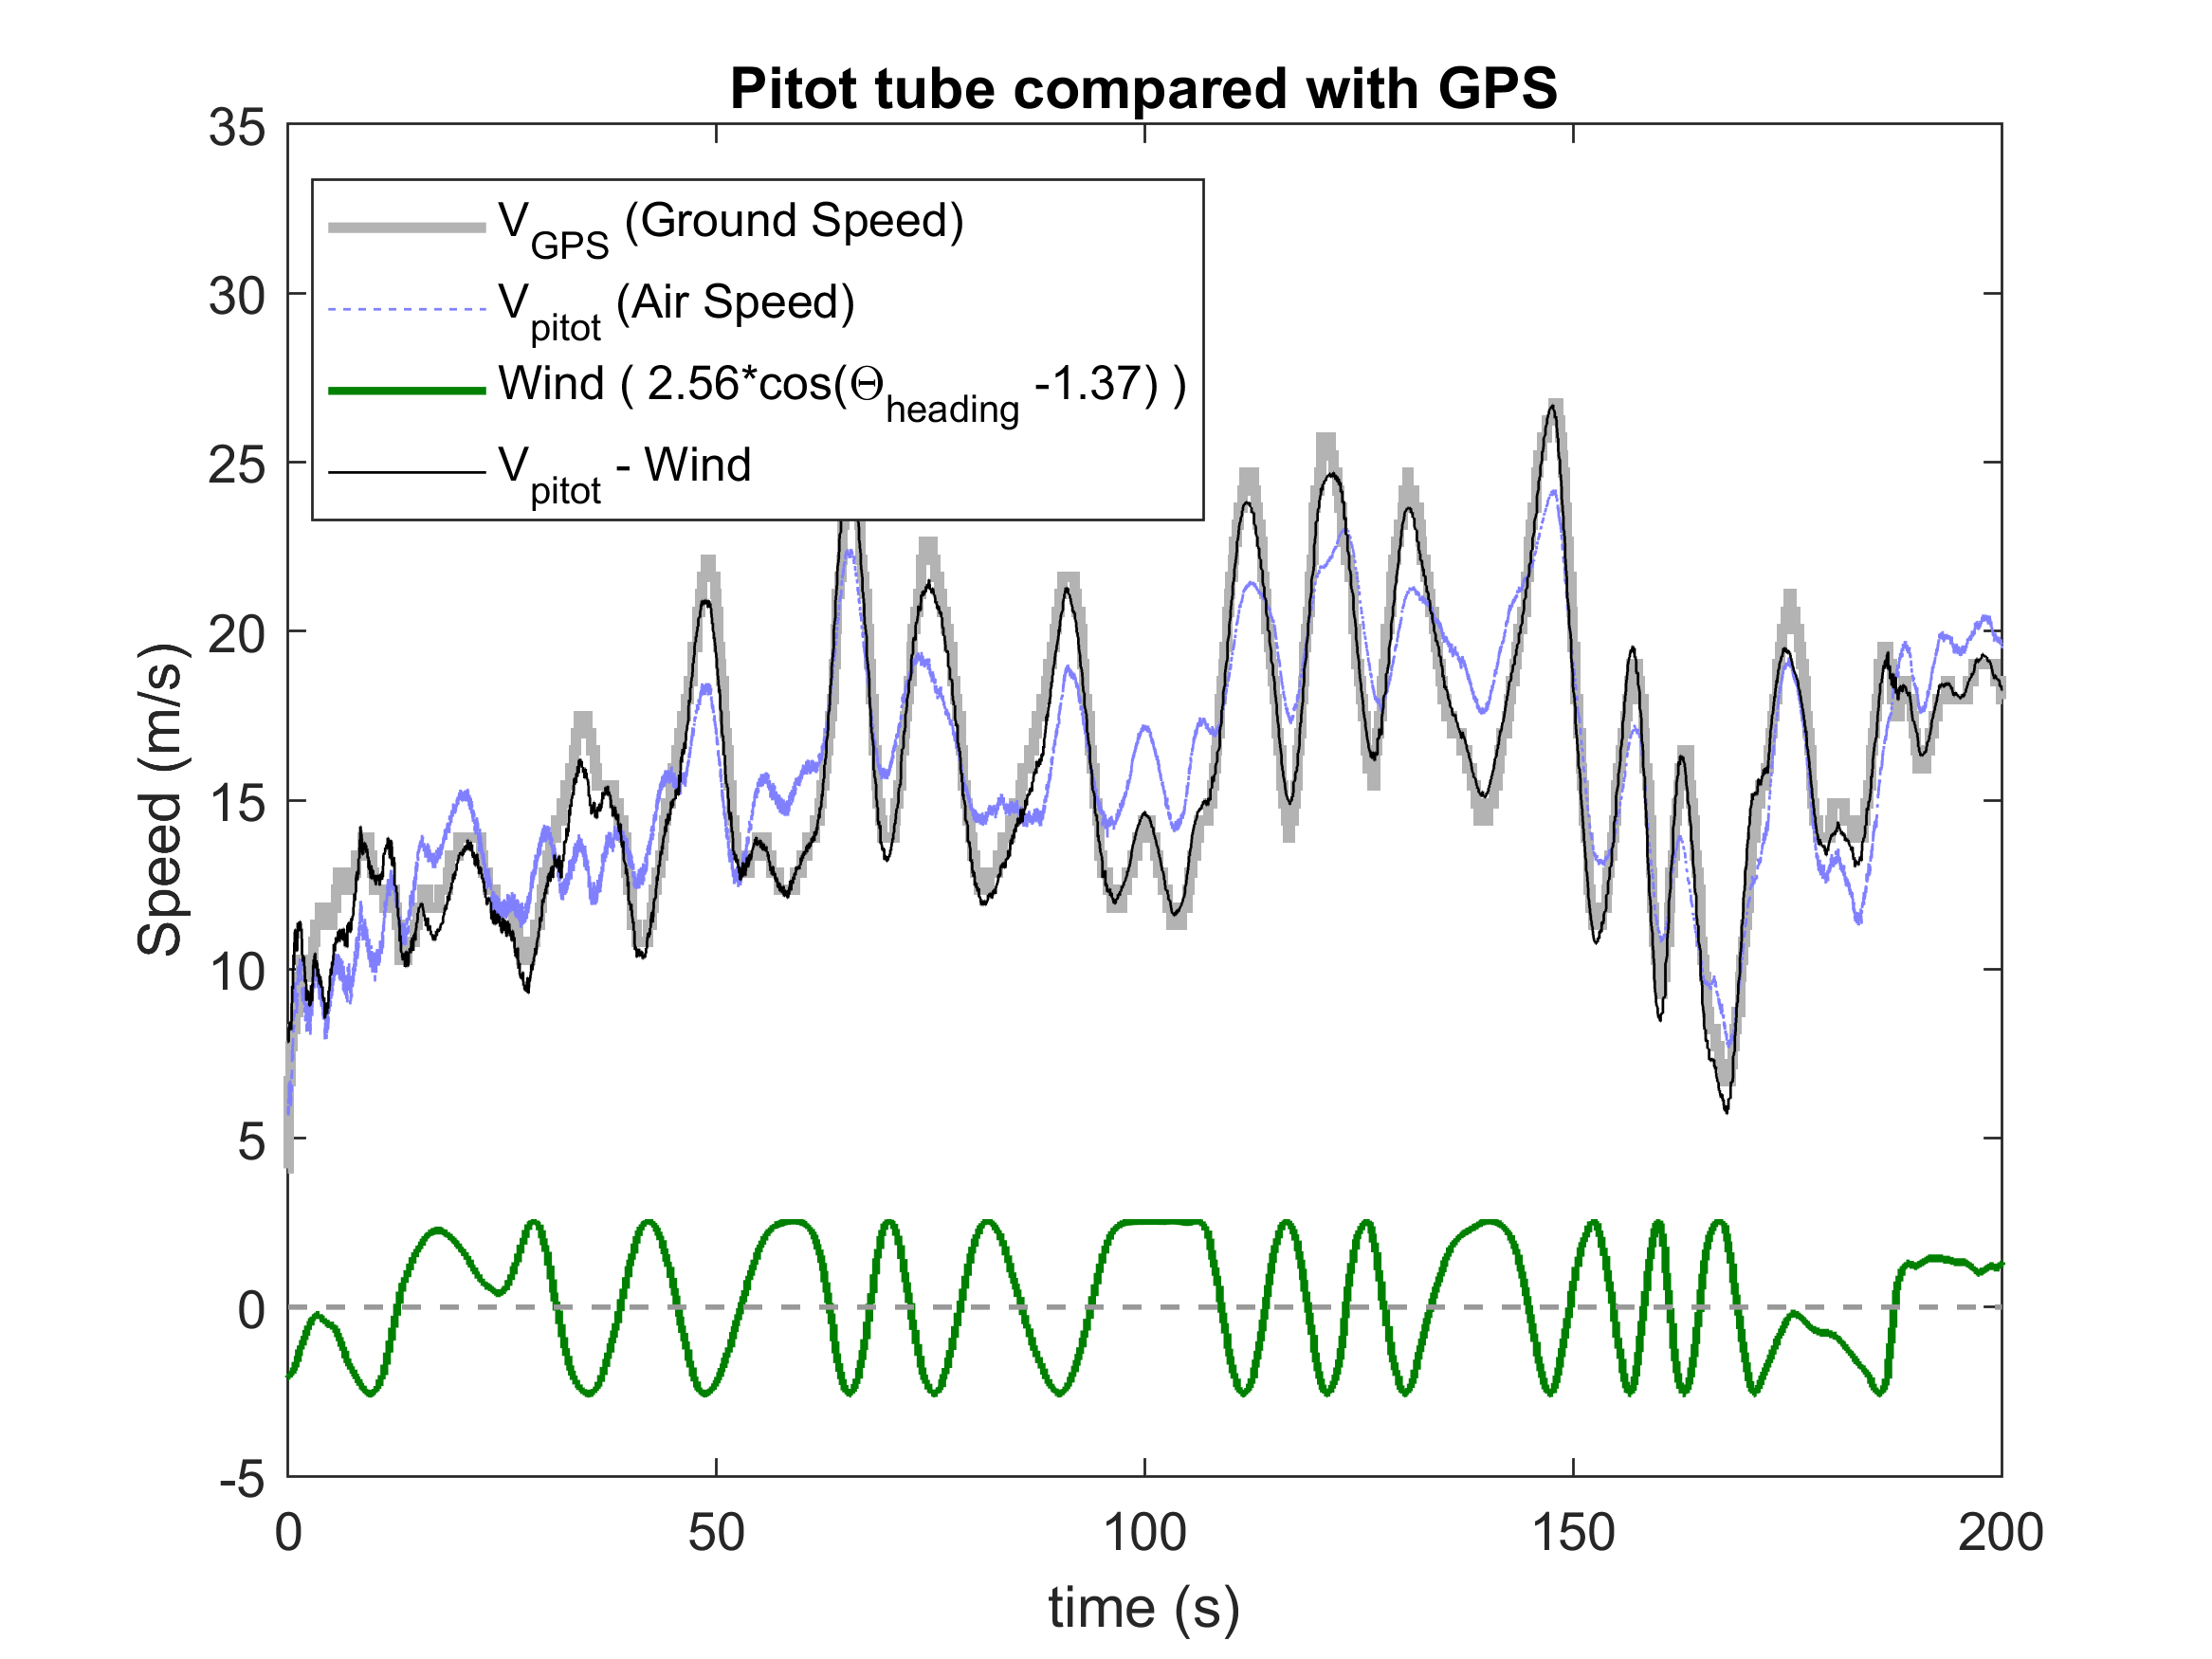 Pitot tube compared with GPS
35
30
25
20
15
10
5
0
-5
V_GPS (Ground Speed)
V_pitot (Air Speed)
Wind ( 2.56*cos(Θ_heading -1.37) )
V_pitot - Wind
Speed (m/s)
0 50 100 150 200
time (s)